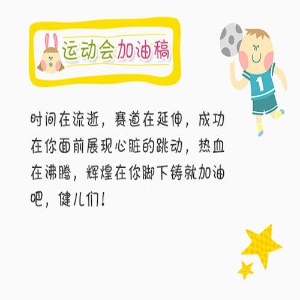 运动会加油稿
时间在流逝，赛道在延伸，成功
在你面前展现心脏的跳动，热血
在沸腾，辉煌在你脚下铸就加油
吧，健儿们！
1